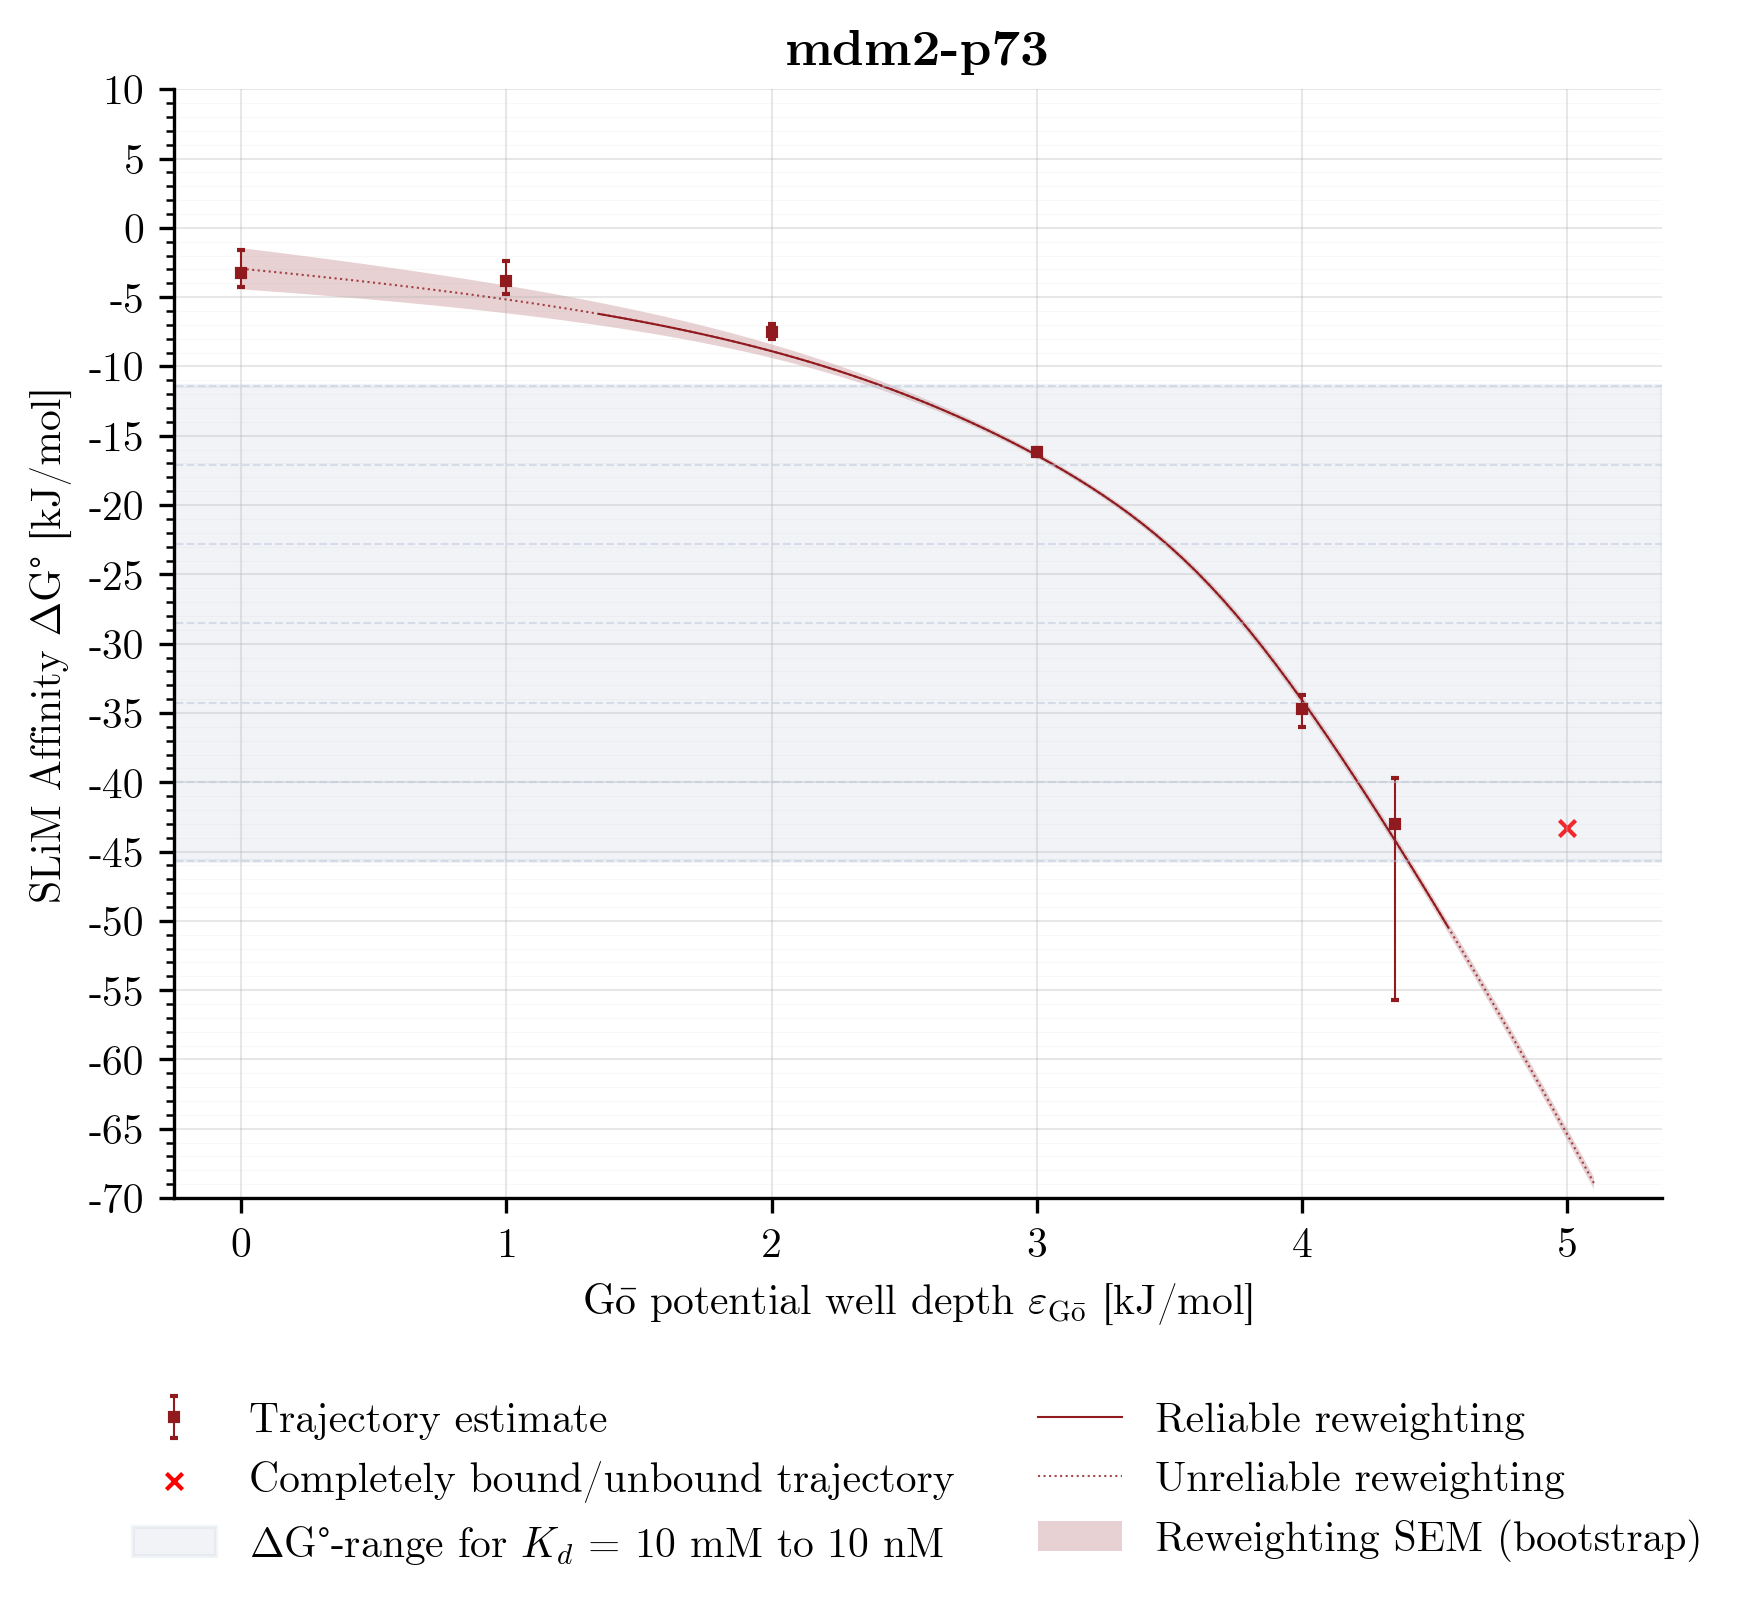 mdm2-p73
10
5
0
-5
-10
-15
-20
-25
-30
-35
-40
-45
-50
-55
-60
-65
-70
SLiM Affinity ΔG° [kJ/mol]
0 1 2 3 4 5
Gō potential well depth ε_Gō [kJ/mol]
Trajectory estimate
Completely bound/unbound trajectory
ΔG°-range for K_d = 10 mM to 10 nM
Reliable reweighting
Unreliable reweighting
Reweighting SEM (bootstrap)